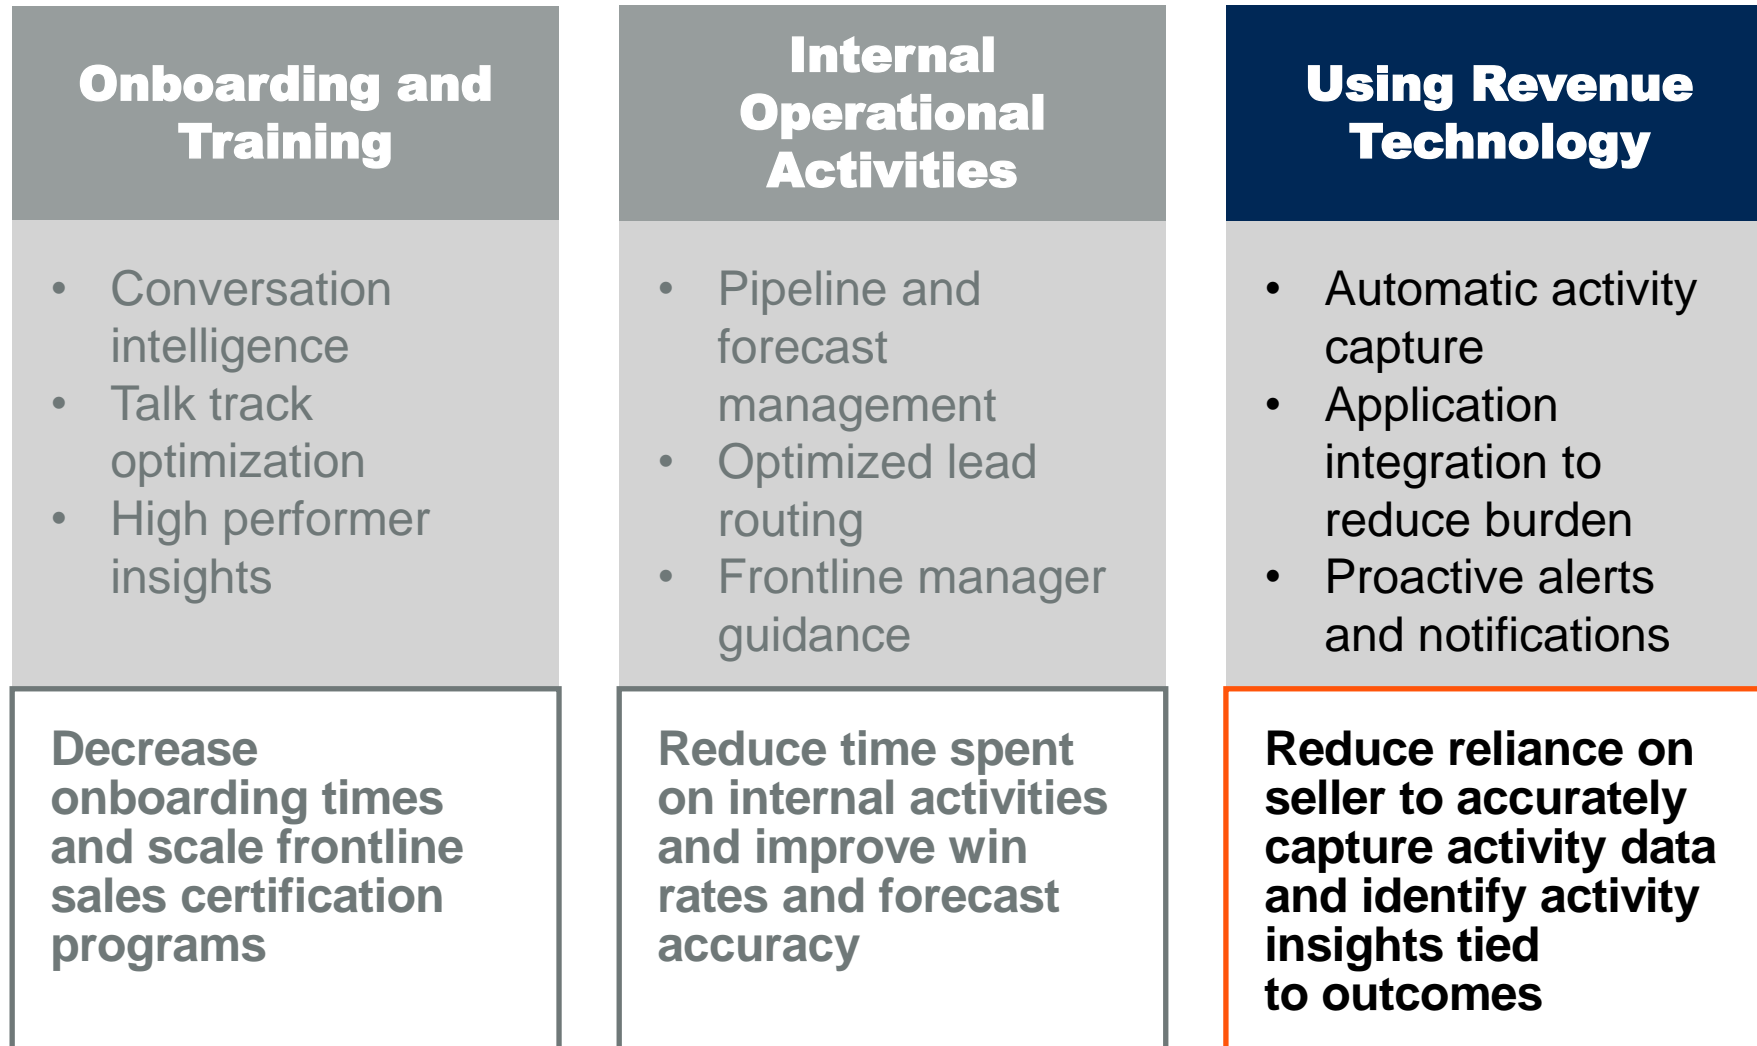 Onboarding and
Training
• Conversation
intelligence
• Talk track
optimization
• High performer
insights
Decrease
onboarding times
and scale frontline
sales certification
programs
Internal
Operational
Activities
• Pipeline and
forecast
management
• Optimized lead
routing
• Frontline manager
guidance
Reduce time spent
on internal activities
and improve win
rates and forecast
accuracy
Using Revenue
Technology
• Automatic activity
capture
• Application
integration to
reduce burden
• Proactive alerts
and notifications
Reduce reliance on
seller to accurately
capture activity data
and identify activity
insights tied
to outcomes